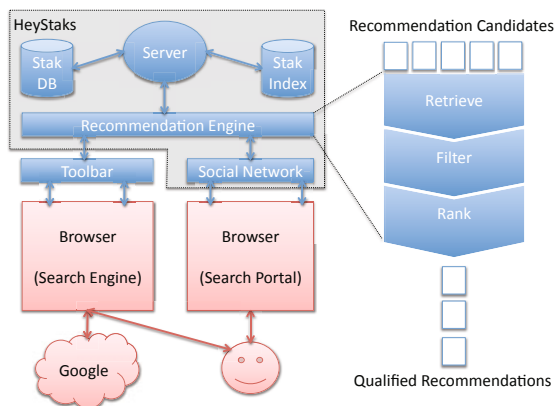 HeyStaks
Server
Stak
DB
Stak
Index
Recommendation Engine
Toolbar
Social Network
Browser
(Search Engine)
Browser
(Search Portal)
Google
Recommendation Candidates
Retrieve
Filter
Rank
Qualified Recommendations